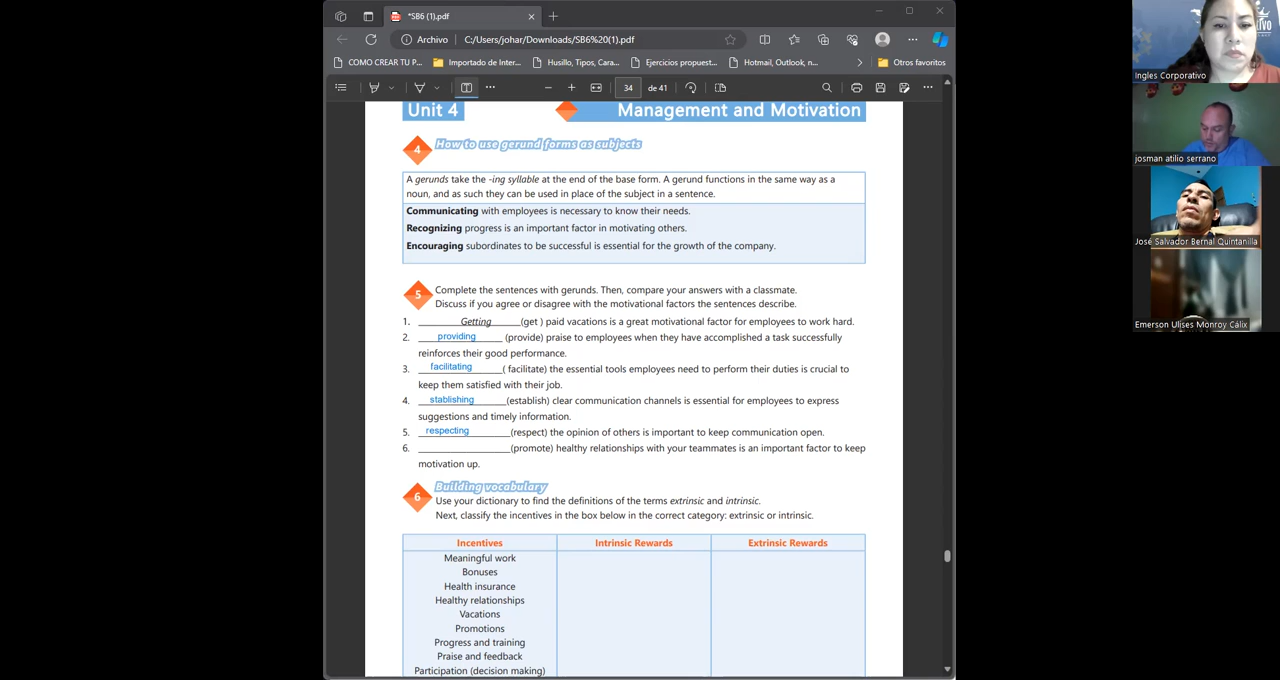 *SB6 (1).pdf
Archivo C:/Users/johar/Downloads/SB6%20(1).pdf
COMO CREAR TU P... Importado de Inter... Husillo, Tipos, Cara... Ejercicios propuest... Hotmail, Outlook, n... Otros favoritos
34 de 41
Unit 4 Management and Motivation
4 How to use gerund forms as subjects
A gerunds take the -ing syllable at the end of the base form. A gerund functions in the same way as a
noun, and as such they can be used in place of the subject in a sentence.
Communicating with employees is necessary to know their needs.
Recognizing progress is an important factor in motivating others.
Encouraging subordinates to be successful is essential for the growth of the company.
5 Complete the sentences with gerunds. Then, compare your answers with a classmate.
Discuss if you agree or disagree with the motivational factors the sentences describe.
1. Getting (get ) paid vacations is a great motivational factor for employees to work hard.
2. providing (provide) praise to employees when they have accomplished a task successfully
reinforces their good performance.
3. facilitating ( facilitate) the essential tools employees need to perform their duties is crucial to
keep them satisfied with their job.
4. stablishing (establish) clear communication channels is essential for employees to express
suggestions and timely information.
5. respecting (respect) the opinion of others is important to keep communication open.
6. (promote) healthy relationships with your teammates is an important factor to keep
motivation up.
6 Building vocabulary
Use your dictionary to find the definitions of the terms extrinsic and intrinsic.
Next, classify the incentives in the box below in the correct category: extrinsic or intrinsic.
Incentives Intrinsic Rewards Extrinsic Rewards
Meaningful work
Bonuses
Health insurance
Healthy relationships
Vacations
Promotions
Progress and training
Praise and feedback
Participation (decision making)
Ingles Corporativo
josman atilio serrano
José Salvador Bernal Quintanilla
Emerson Ulises Monroy Cálix